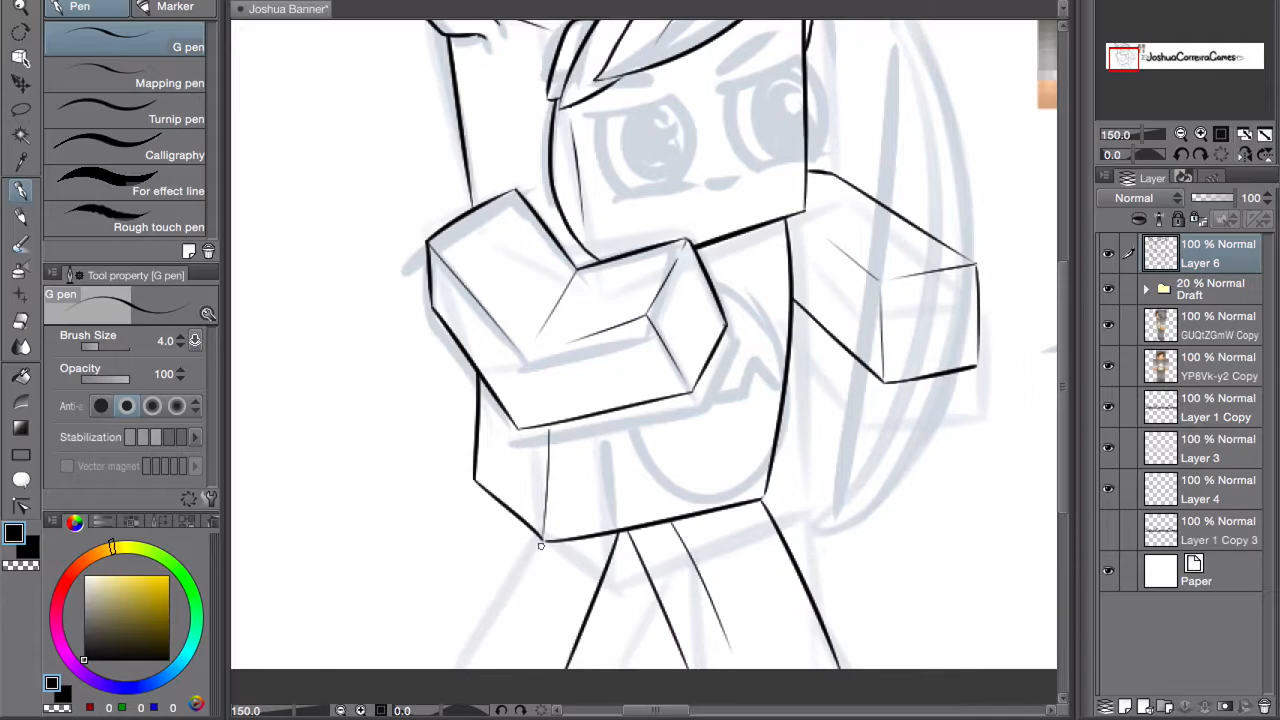 Pen
Marker
Joshua Banner*
G pen
Mapping pen
Turnip pen
Calligraphy
For effect line
Rough touch pen
Tool property [G pen]
G pen
Brush Size 4.0
Opacity 100
Anti-a
Stabilization
Vector magnet
0 0 0
150.0 0.0
JoshuaCorreiraGames
150.0
0.0
Layer
Normal 100
100 % Normal
Layer 6
20 % Normal
Draft
100 % Normal
GUQtZGmW Copy
100 % Normal
YP6Vk-y2 Copy
100 % Normal
Layer 1 Copy
100 % Normal
Layer 3
100 % Normal
Layer 4
100 % Normal
Layer 1 Copy 3
Paper